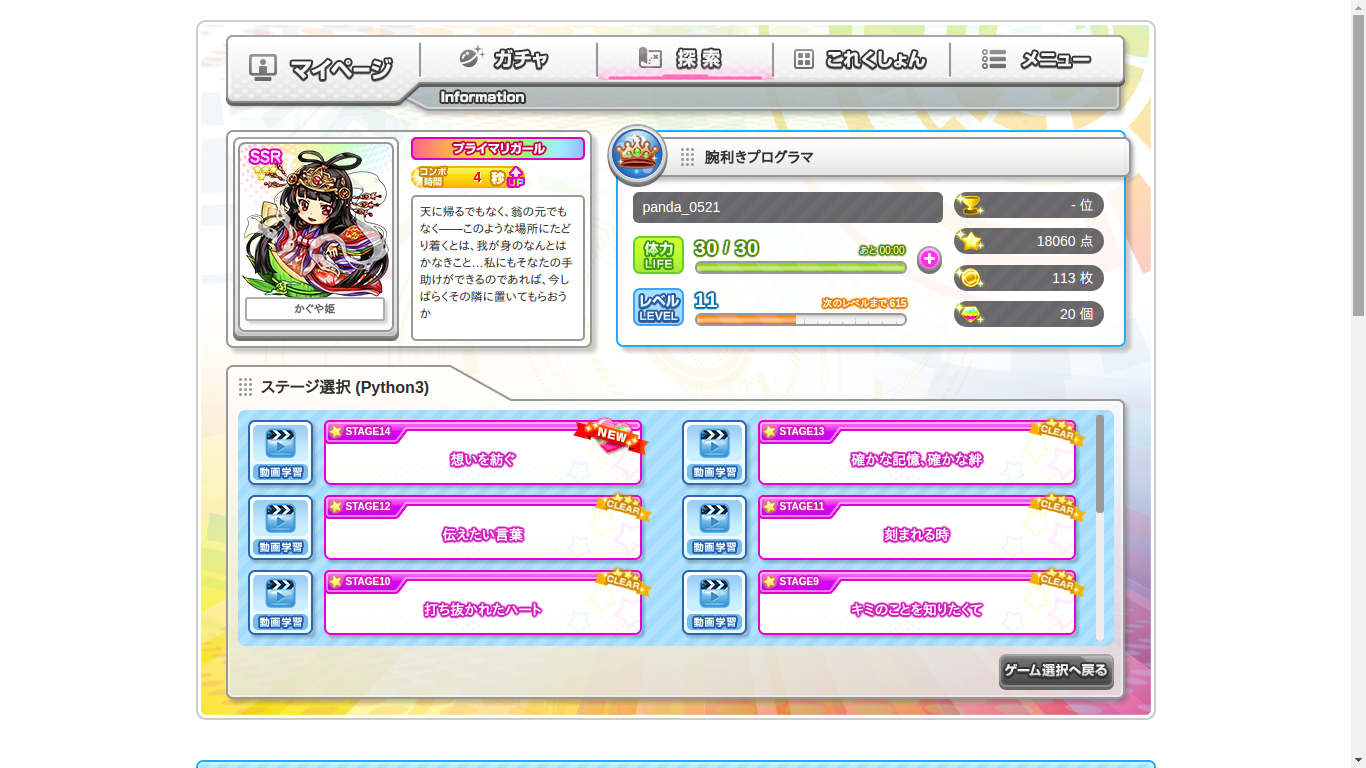 マイページ
ガチャ
探索
これくしょん
メニュー
Information
SSR
かぐや姫
プライマリガール
コンボ時間 4 秒 UP
天に帰るでもなく、翁の元でも
なく――このような場所にたど
り着くとは、我が身のなんとは
かなきこと…私にもそなたの手
助けができるのであれば、今し
ばらくその隣に置いてもらおう
か
腕利きプログラマ
panda_0521
体力
LIFE
30 / 30
あと 00:00
レベル
LEVEL
11
次のレベルまで 615
- 位
18060 点
113 枚
20 個
ステージ選択 (Python3)
動画学習
STAGE14
NEW
想いを紡ぐ
動画学習
STAGE13
CLEAR
確かな記憶、確かな絆
動画学習
STAGE12
CLEAR
伝えたい言葉
動画学習
STAGE11
CLEAR
刻まれる時
動画学習
STAGE10
CLEAR
打ち抜かれたハート
動画学習
STAGE9
CLEAR
キミのことを知りたくて
ゲーム選択へ戻る